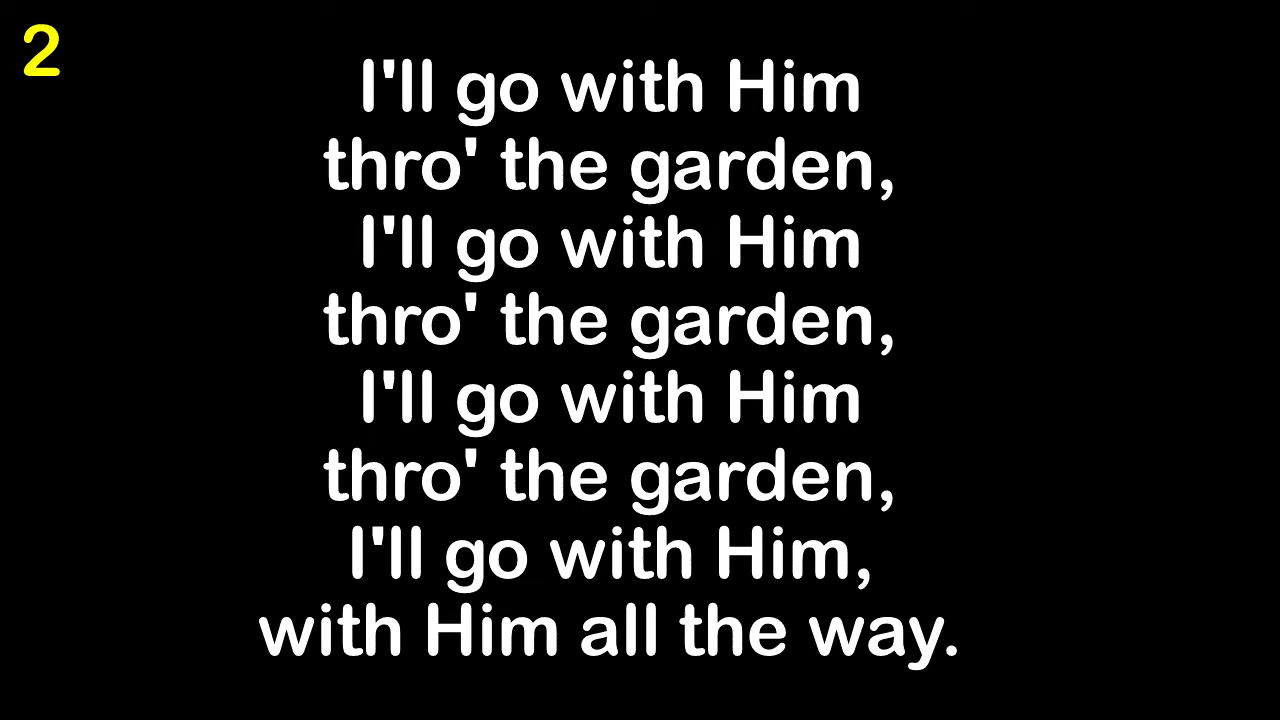 2
I'll go with Him
thro' the garden,
I'll go with Him
thro' the garden,
I'll go with Him
thro' the garden,
I'll go with Him,
with Him all the way.